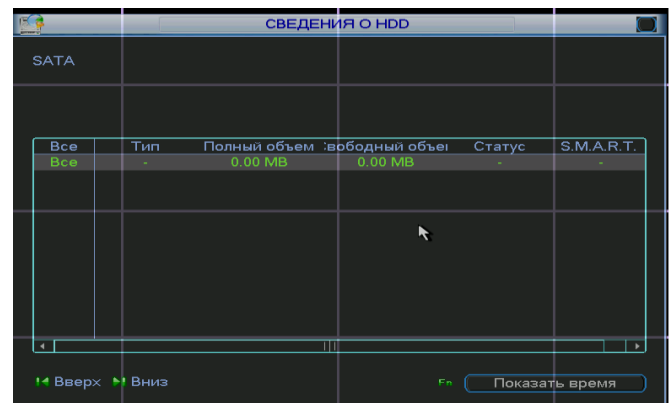 СВЕДЕНИЯ О HDD
SATA
Все Тип Полный объем вободный объе Статус S.M.A.R.T.
Все - 0.00 MB 0.00 MB - -
Вверх Вниз Fn Показать время